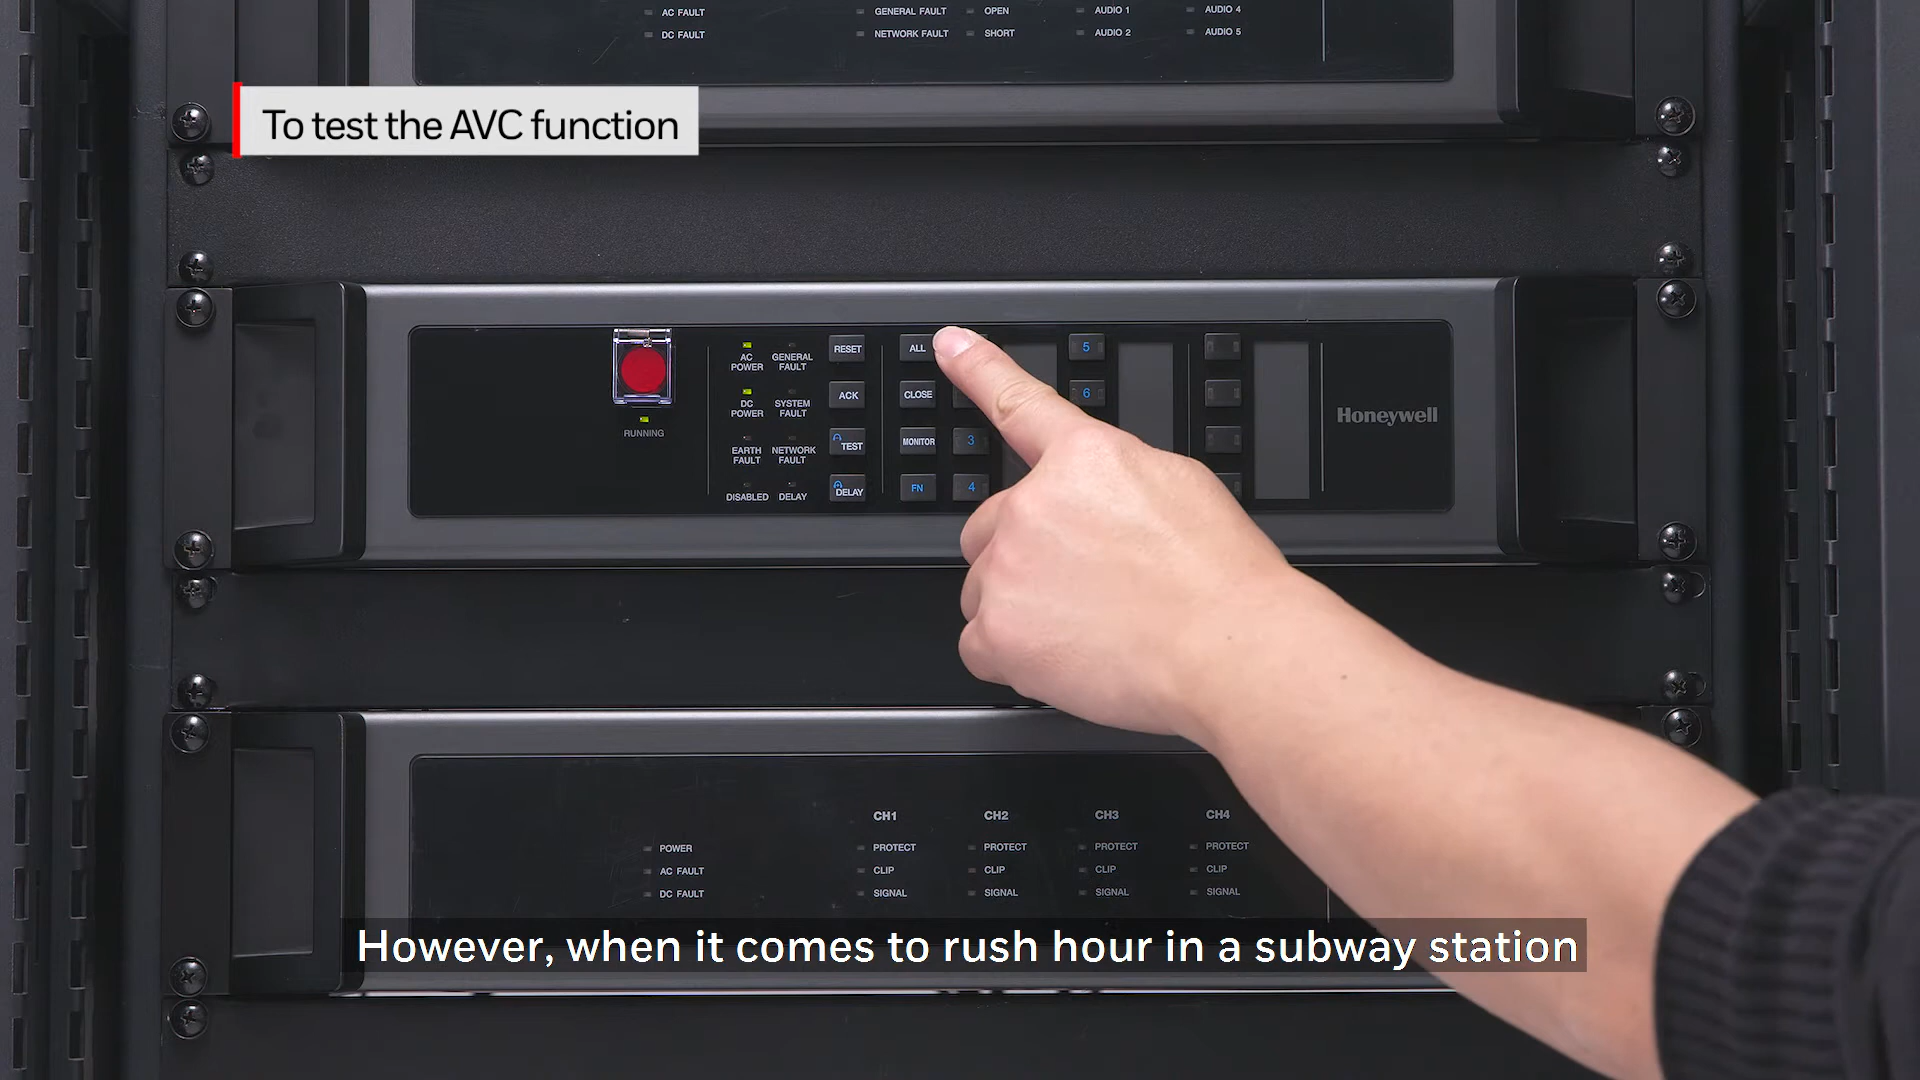 AC FAULT
GENERAL FAULT
OPEN
AUDIO 1
AUDIO 4
DC FAULT
NETWORK FAULT
SHORT
AUDIO 2
AUDIO 5
To test the AVC function
RUNNING
AC
POWER
GENERAL
FAULT
DC
POWER
SYSTEM
FAULT
EARTH
FAULT
NETWORK
FAULT
DISABLED
DELAY
RESET
ACK
TEST
DELAY
ALL
CLOSE
MONITOR
FN
3
4
5
6
Honeywell
CH1
CH2
CH3
CH4
POWER
PROTECT
PROTECT
PROTECT
PROTECT
AC FAULT
CLIP
CLIP
CLIP
CLIP
DC FAULT
SIGNAL
SIGNAL
SIGNAL
SIGNAL
However, when it comes to rush hour in a subway station